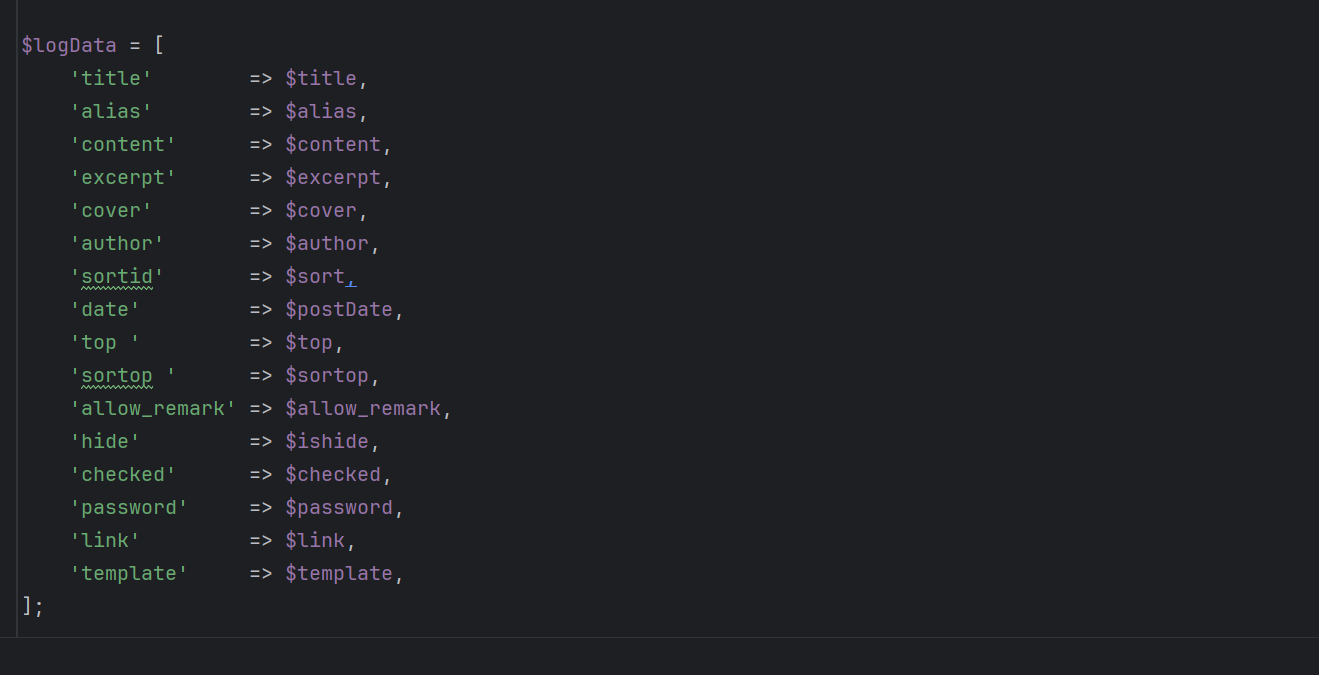 $logData = [
    'title'        => $title,
    'alias'        => $alias,
    'content'      => $content,
    'excerpt'      => $excerpt,
    'cover'        => $cover,
    'author'       => $author,
    'sortid'       => $sort,
    'date'         => $postDate,
    'top '         => $top,
    'sortop '      => $sortop,
    'allow_remark' => $allow_remark,
    'hide'         => $ishide,
    'checked'      => $checked,
    'password'     => $password,
    'link'         => $link,
    'template'     => $template,
];